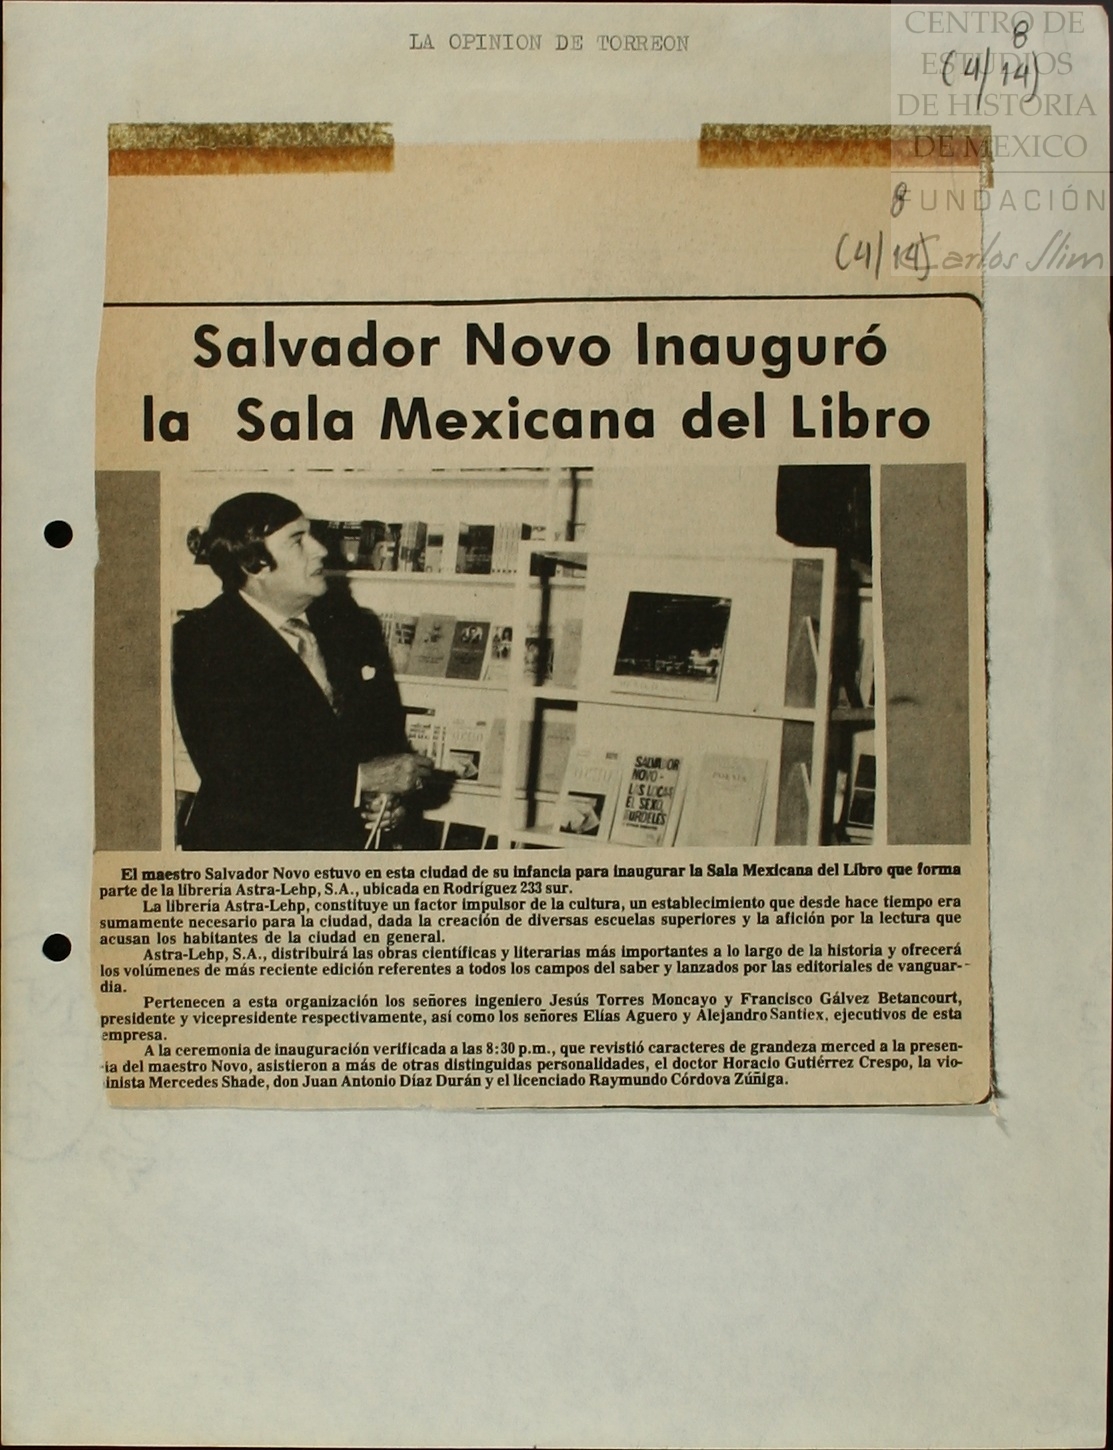 LA OPINION DE TORREON
8
(4/14)
CENTRO DE
ESTUDIOS
DE HISTORIA
DE MEXICO
FUNDACIÓN
Carlos Slim
8
(4/14)
Salvador Novo Inauguró
la Sala Mexicana del Libro
SALVADOR
NOVO-
LAS LOCAS
EL SEXO,
BURDELES
El maestro Salvador Novo estuvo en esta ciudad de su infancia para inaugurar la Sala Mexicana del Libro que forma
parte de la librería Astra-Lehp, S.A., ubicada en Rodríguez 233 sur.
La librería Astra-Lehp, constituye un factor impulsor de la cultura, un establecimiento que desde hace tiempo era
sumamente necesario para la ciudad, dada la creación de diversas escuelas superiores y la afición por la lectura que
acusan los habitantes de la ciudad en general.
Astra-Lehp, S.A., distribuirá las obras científicas y literarias más importantes a lo largo de la historia y ofrecerá
los volúmenes de más reciente edición referentes a todos los campos del saber y lanzados por las editoriales de vanguar-
dia.
Pertenecen a esta organización los señores ingeniero Jesús Torres Moncayo y Francisco Gálvez Betancourt,
presidente y vicepresidente respectivamente, así como los señores Elías Aguero y Alejandro Santiex, ejecutivos de esta
empresa.
A la ceremonia de inauguración verificada a las 8:30 p.m., que revistió caracteres de grandeza merced a la presen-
ia del maestro Novo, asistieron a más de otras distinguidas personalidades, el doctor Horacio Gutiérrez Crespo, la vio-
inista Mercedes Shade, don Juan Antonio Díaz Durán y el licenciado Raymundo Córdova Zúñiga.